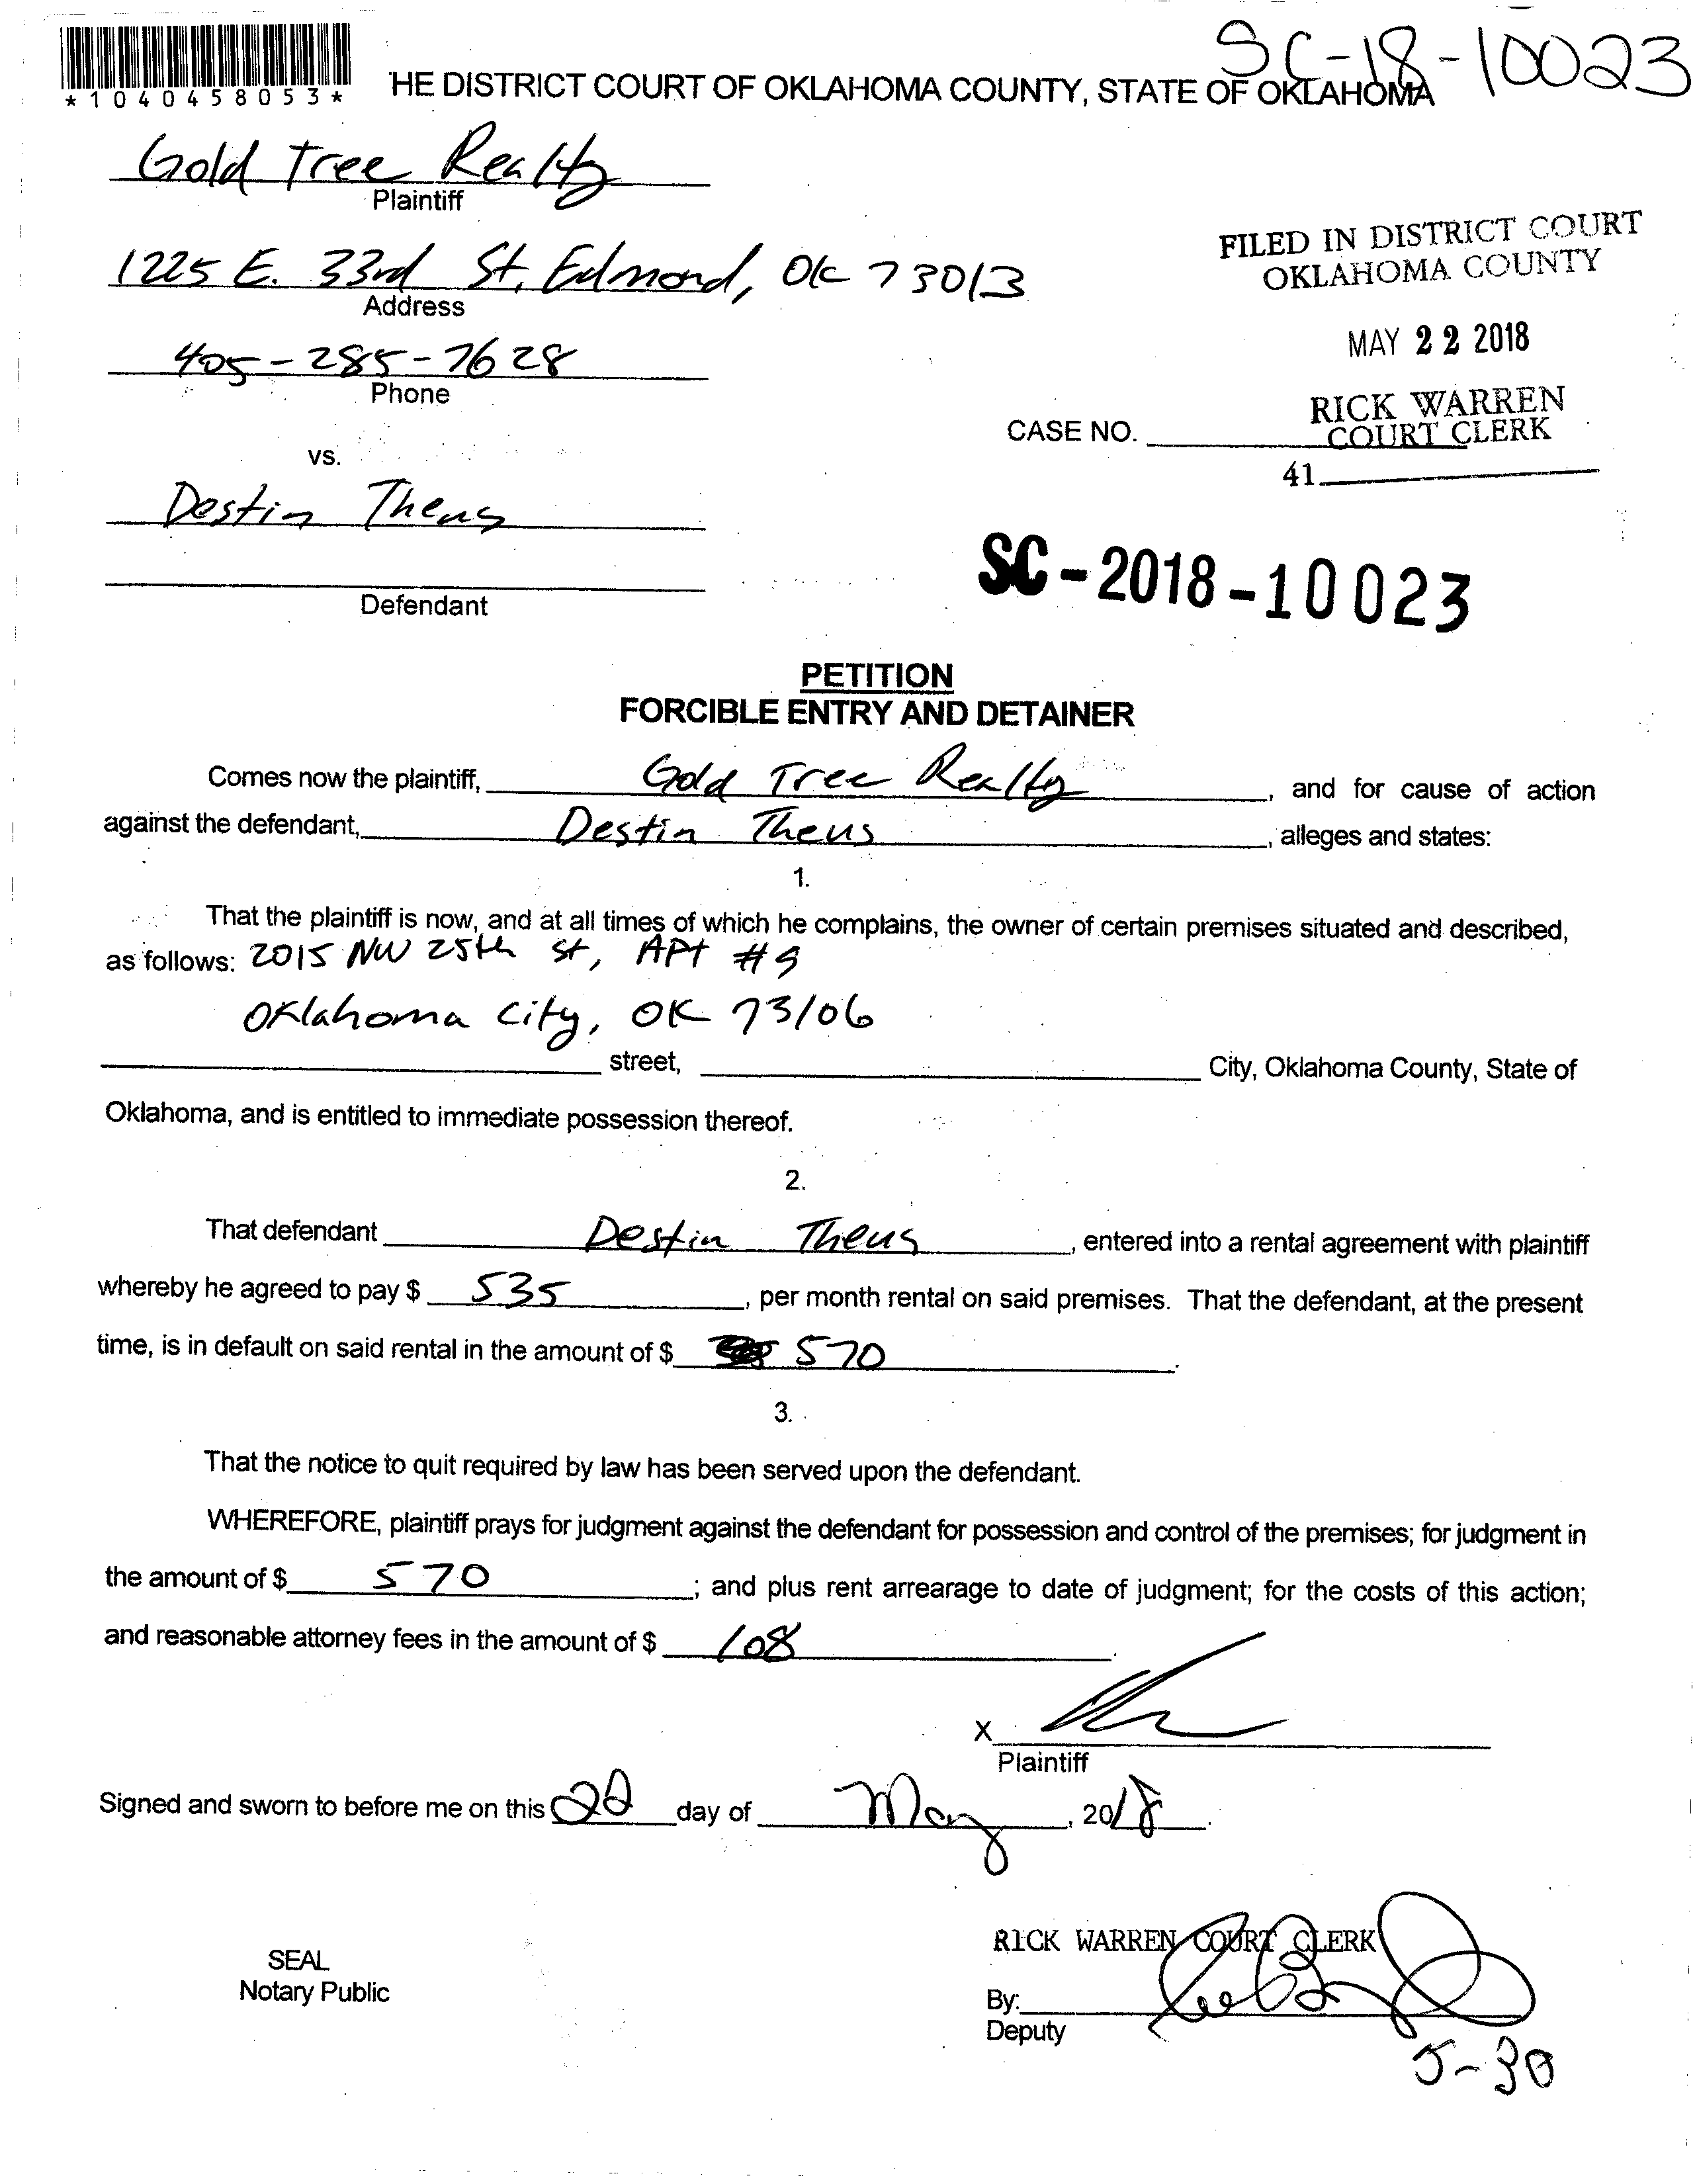 SC-18-10023
*1040458053*
HE DISTRICT COURT OF OKLAHOMA COUNTY, STATE OF OKLAHOMA
Gold Tree Realty
Plaintiff
1225 E. 33rd St, Edmond, OK 73013
Address
405-285-7628
Phone
FILED IN DISTRICT COURT
OKLAHOMA COUNTY
MAY 22 2018
RICK WARREN
COURT CLERK
CASE NO.
41
vs.
Destin Theus
Defendant
SC-2018-10023
PETITION
FORCIBLE ENTRY AND DETAINER
Comes now the plaintiff, Gold Tree Realty, and for cause of action
against the defendant, Destin Theus, alleges and states:
1.
That the plaintiff is now, and at all times of which he complains, the owner of certain premises situated and described,
as follows: 2015 NW 25th St, APT #9
Oklahoma City, OK 73106
street, City, Oklahoma County, State of
Oklahoma, and is entitled to immediate possession thereof.
2.
That defendant Destin Theus, entered into a rental agreement with plaintiff
whereby he agreed to pay $ 535, per month rental on said premises. That the defendant, at the present
time, is in default on said rental in the amount of $ 570.
3.
That the notice to quit required by law has been served upon the defendant.
WHEREFORE, plaintiff prays for judgment against the defendant for possession and control of the premises; for judgment in
the amount of $ 570; and plus rent arrearage to date of judgment; for the costs of this action;
and reasonable attorney fees in the amount of $ 108.
X
Plaintiff
Signed and sworn to before me on this 22 day of May, 2018.
SEAL
Notary Public
RICK WARREN COURT CLERK
By:
Deputy
5-30